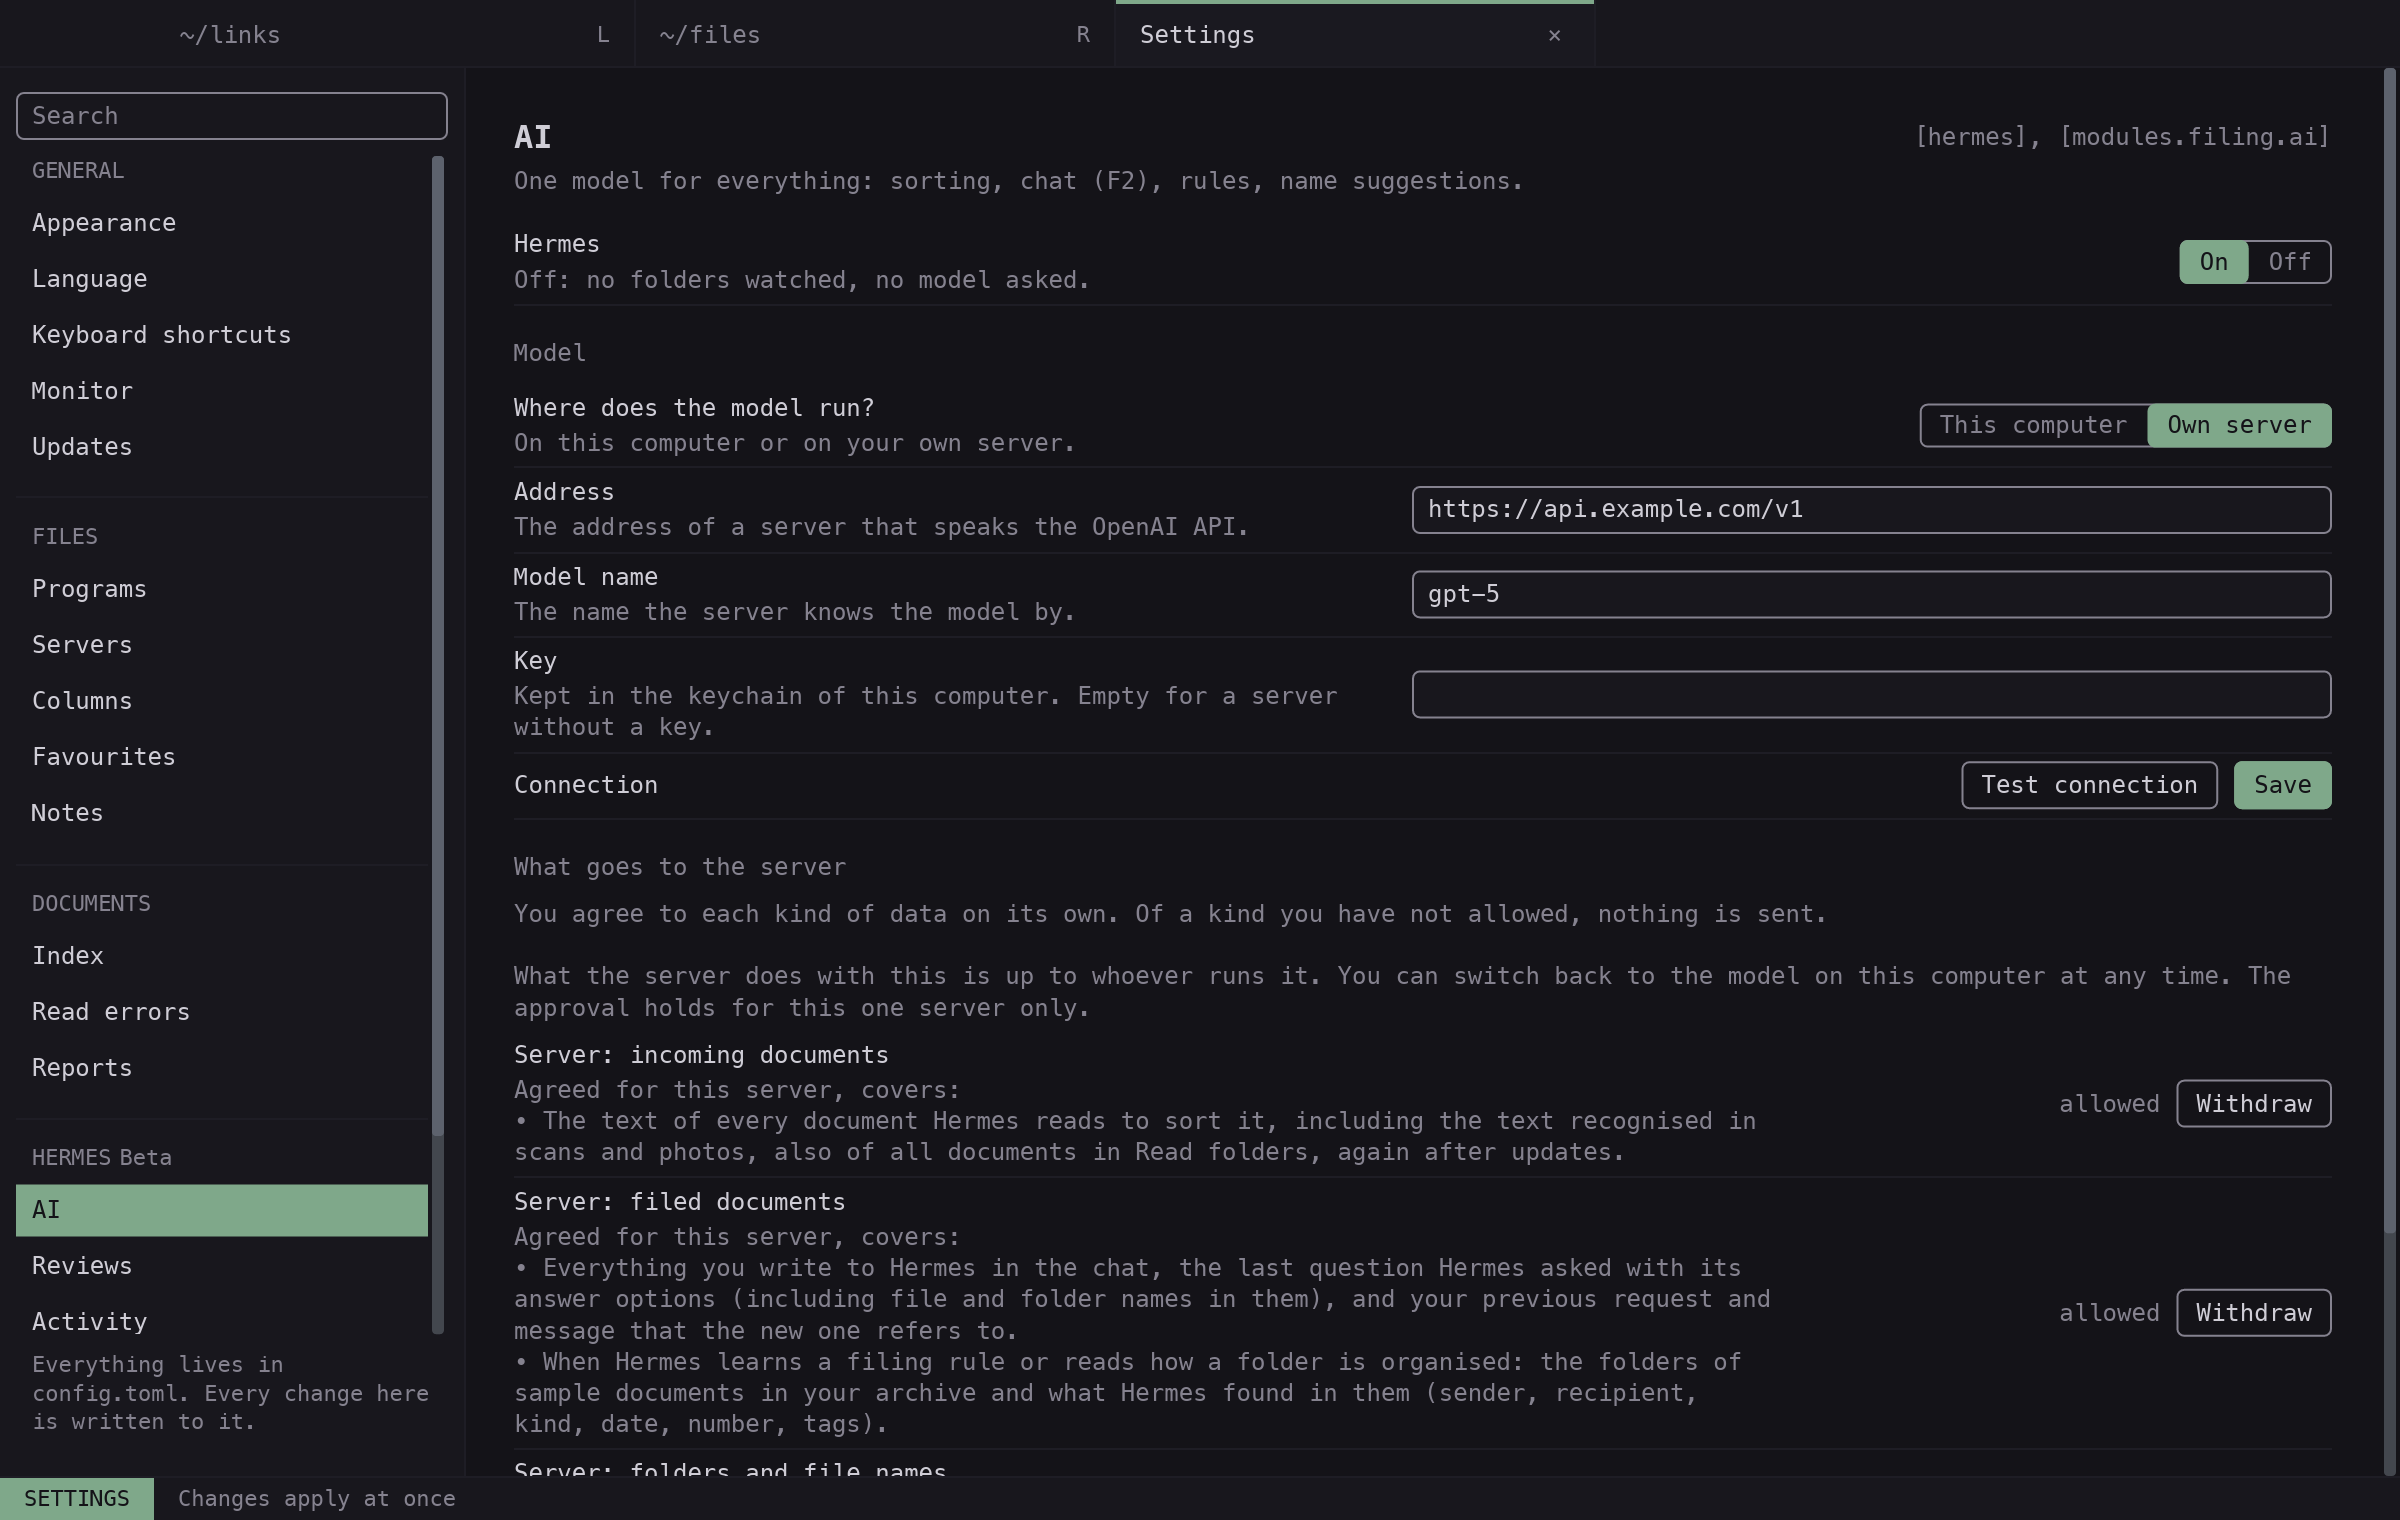 ~/links L ~/files R Settings ×
Search
GENERAL
Appearance
Language
Keyboard shortcuts
Monitor
Updates
FILES
Programs
Servers
Columns
Favourites
Notes
DOCUMENTS
Index
Read errors
Reports
HERMES Beta
AI
Reviews
Activity
Everything lives in
config.toml. Every change here
is written to it.
AI [hermes], [modules.filing.ai]
One model for everything: sorting, chat (F2), rules, name suggestions.
Hermes
Off: no folders watched, no model asked.
On Off
Model
Where does the model run?
On this computer or on your own server.
This computer Own server
Address
The address of a server that speaks the OpenAI API.
https://api.example.com/v1
Model name
The name the server knows the model by.
gpt-5
Key
Kept in the keychain of this computer. Empty for a server
without a key.
Connection Test connection Save
What goes to the server
You agree to each kind of data on its own. Of a kind you have not allowed, nothing is sent.
What the server does with this is up to whoever runs it. You can switch back to the model on this computer at any time. The
approval holds for this one server only.
Server: incoming documents
Agreed for this server, covers:
• The text of every document Hermes reads to sort it, including the text recognised in
scans and photos, also of all documents in Read folders, again after updates.
allowed Withdraw
Server: filed documents
Agreed for this server, covers:
• Everything you write to Hermes in the chat, the last question Hermes asked with its
answer options (including file and folder names in them), and your previous request and
message that the new one refers to.
• When Hermes learns a filing rule or reads how a folder is organised: the folders of
sample documents in your archive and what Hermes found in them (sender, recipient,
kind, date, number, tags).
allowed Withdraw
Server: folders and file names
SETTINGS Changes apply at once